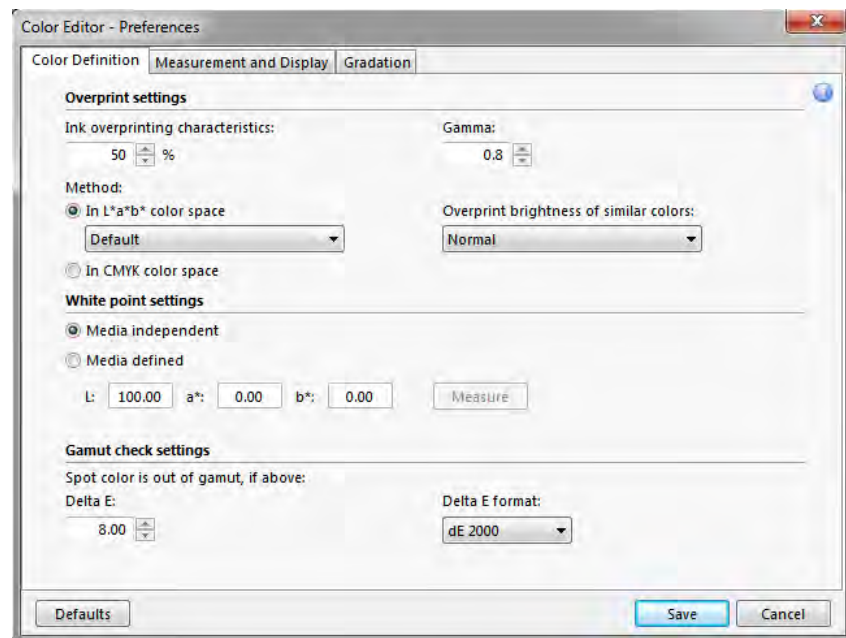 Color Editor - Preferences
Color Definition Measurement and Display Gradation
Overprint settings
Ink overprinting characteristics: Gamma:
50 % 0.8
Method:
In L*a*b* color space Overprint brightness of similar colors:
Default Normal
In CMYK color space
White point settings
Media independent
Media defined
L: 100.00 a*: 0.00 b*: 0.00 Measure
Gamut check settings
Spot color is out of gamut, if above:
Delta E: Delta E format:
8.00 dE 2000
Defaults Save Cancel